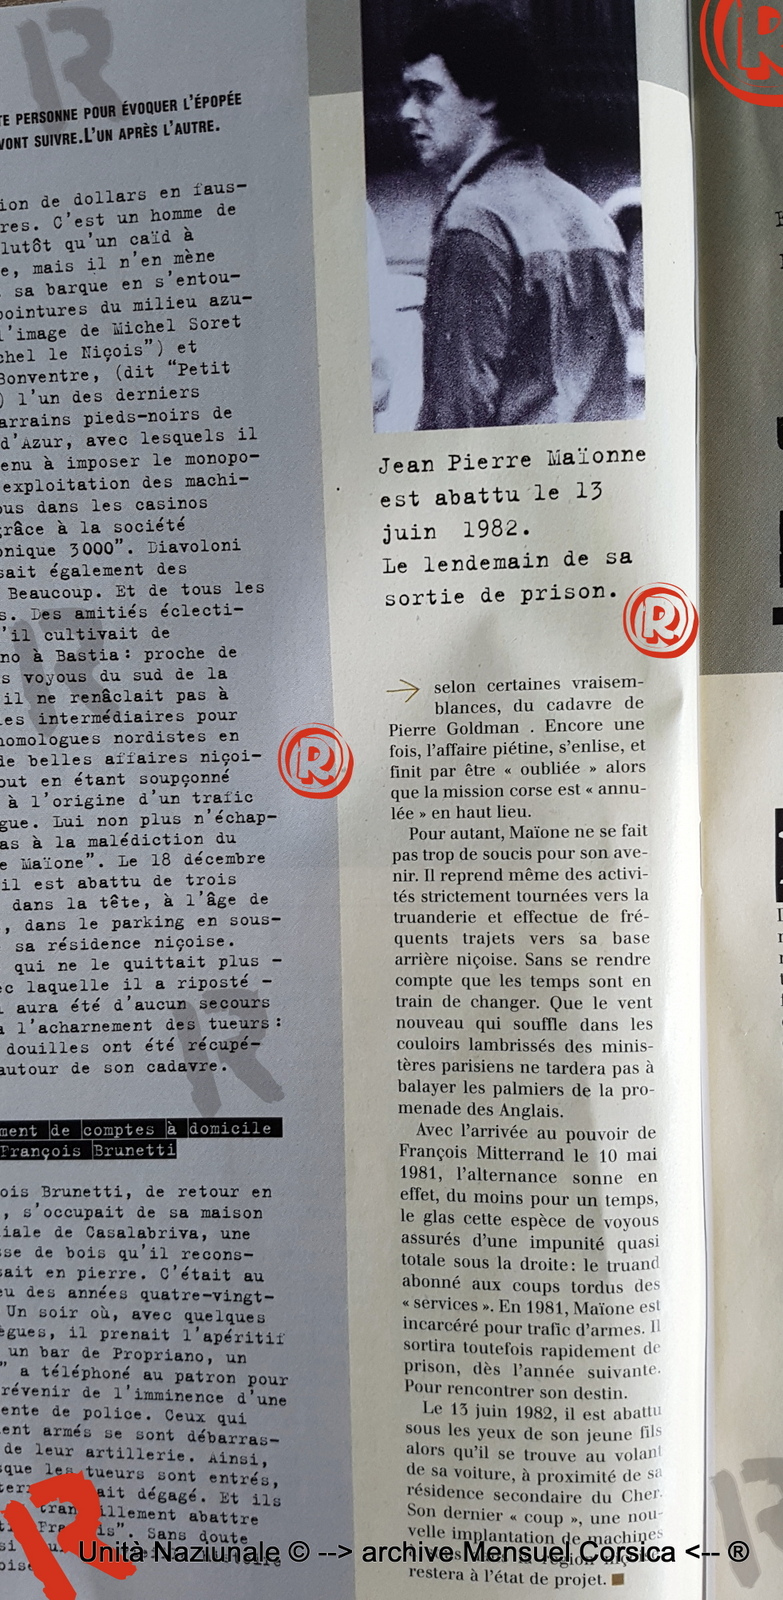 TE PERSONNE POUR ÉVOQUER L'ÉPOPÉE
VONT SUIVRE.L'UN APRÈS L'AUTRE.
ion de dollars en faus-
res. C'est un homme de
lutôt qu'un caïd à
e, mais il n'en mène
sa barque en s'entou-
pointures du milieu azu-
l'image de Michel Soret
chel le Niçois") et
Bonventre, (dit "Petit
) l'un des derniers
arrains pieds-noirs de
d'Azur, avec lesquels il
enu à imposer le monopo-
exploitation des machi-
ous dans les casinos
grâce à la société
onique 3000". Diavoloni
sait également des
Beaucoup. Et de tous les
s. Des amitiés éclecti-
'il cultivait de
no à Bastia: proche de
s voyous du sud de la
il ne renâclait pas à
les intermédiaires pour
homologues nordistes en
de belles affaires niçoi-
out en étant soupçonné
à l'origine d'un trafic
gue. Lui non plus n'échap-
as à la malédiction du
e Maïone". Le 18 décembre
il est abattu de trois
dans la tête, à l'âge de
, dans le parking en sous-
sa résidence niçoise.
qui ne le quittait plus -
ec laquelle il a riposté -
aura été d'aucun secours
à l'acharnement des tueurs:
douilles ont été récupé-
autour de son cadavre.
ment de comptes à domicile
François Brunetti
ois Brunetti, de retour en
, s'occupait de sa maison
iale de Casalabriva, une
sse de bois qu'il recons-
sait en pierre. C'était au
eu des années quatre-vingt-
Un soir où, avec quelques
ègues, il prenait l'apéritif
un bar de Propriano, un
" a téléphoné au patron pour
révenir de l'imminence d'une
ente de police. Ceux qui
ent armés se sont débarras-
de leur artillerie. Ainsi,
sque les tueurs sont entrés,
ait dégagé. Et ils
tranquillement abattre
Sans doute
Jean Pierre Maïonne
est abattu le 13
juin 1982.
Le lendemain de sa
sortie de prison.
→ selon certaines vraisem-
blances, du cadavre de
Pierre Goldman . Encore une
fois, l'affaire piétine, s'enlise, et
finit par être « oubliée » alors
que la mission corse est « annu-
lée » en haut lieu.
Pour autant, Maïone ne se fait
pas trop de soucis pour son ave-
nir. Il reprend même des activi-
tés strictement tournées vers la
truanderie et effectue de fré-
quents trajets vers sa base
arrière niçoise. Sans se rendre
compte que les temps sont en
train de changer. Que le vent
nouveau qui souffle dans les
couloirs lambrissés des minis-
tères parisiens ne tardera pas à
balayer les palmiers de la pro-
menade des Anglais.
Avec l'arrivée au pouvoir de
François Mitterrand le 10 mai
1981, l'alternance sonne en
effet, du moins pour un temps,
le glas cette espèce de voyous
assurés d'une impunité quasi
totale sous la droite: le truand
abonné aux coups tordus des
« services ». En 1981, Maïone est
incarcéré pour trafic d'armes. Il
sortira toutefois rapidement de
prison, dès l'année suivante.
Pour rencontrer son destin.
Le 13 juin 1982, il est abattu
sous les yeux de son jeune fils
alors qu'il se trouve au volant
de sa voiture, à proximité de sa
résidence secondaire du Cher.
Son dernier « coup », une nou-
velle implantation de machines
restera à l'état de projet.
Unità Naziunale © --> archive Mensuel Corsica <-- ®